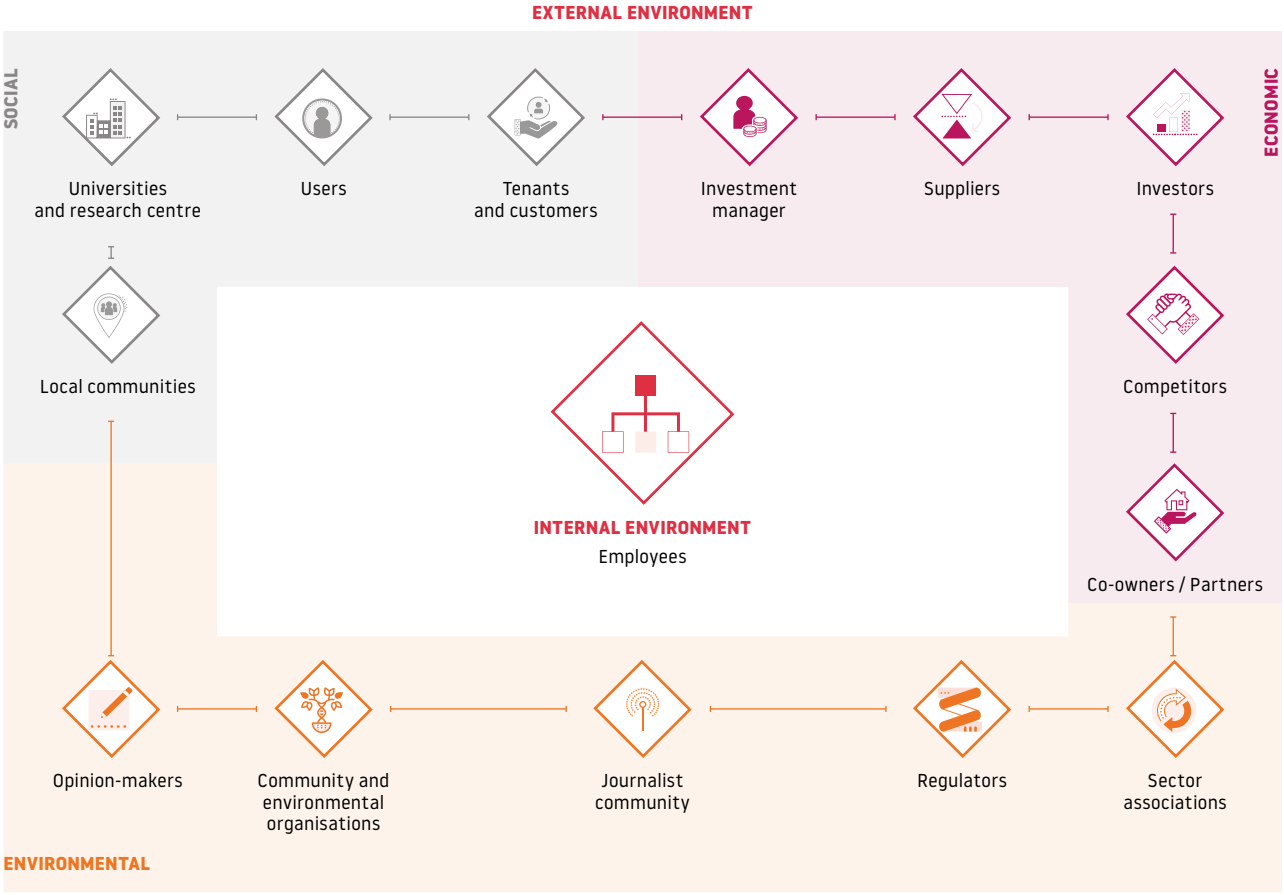 EXTERNAL ENVIRONMENT
SOCIAL
ECONOMIC
Universities
and research centre
Users
Tenants
and customers
Investment
manager
Suppliers
Investors
Local communities
Competitors
INTERNAL ENVIRONMENT
Employees
Co-owners / Partners
Opinion-makers
Community and
environmental
organisations
Journalist
community
Regulators
Sector
associations
ENVIRONMENTAL